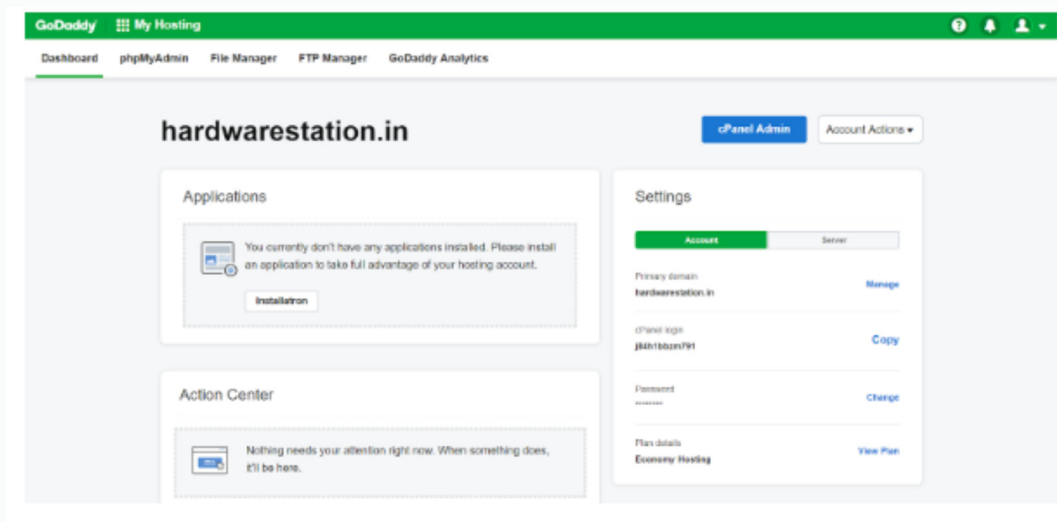 GoDaddy My Hosting
Dashboard phpMyAdmin File Manager FTP Manager GoDaddy Analytics
hardwarestation.in
cPanel Admin
Account Actions
Applications
You currently don't have any applications installed. Please install
an application to take full advantage of your hosting account.
Installatron
Action Center
Nothing needs your attention right now. When something does,
it'll be here.
Settings
Account Server
Primary domain
hardwarestation.in
Manage
cPanel login
Copy
Password
········
Change
Plan details
Economy Hosting
View Plan